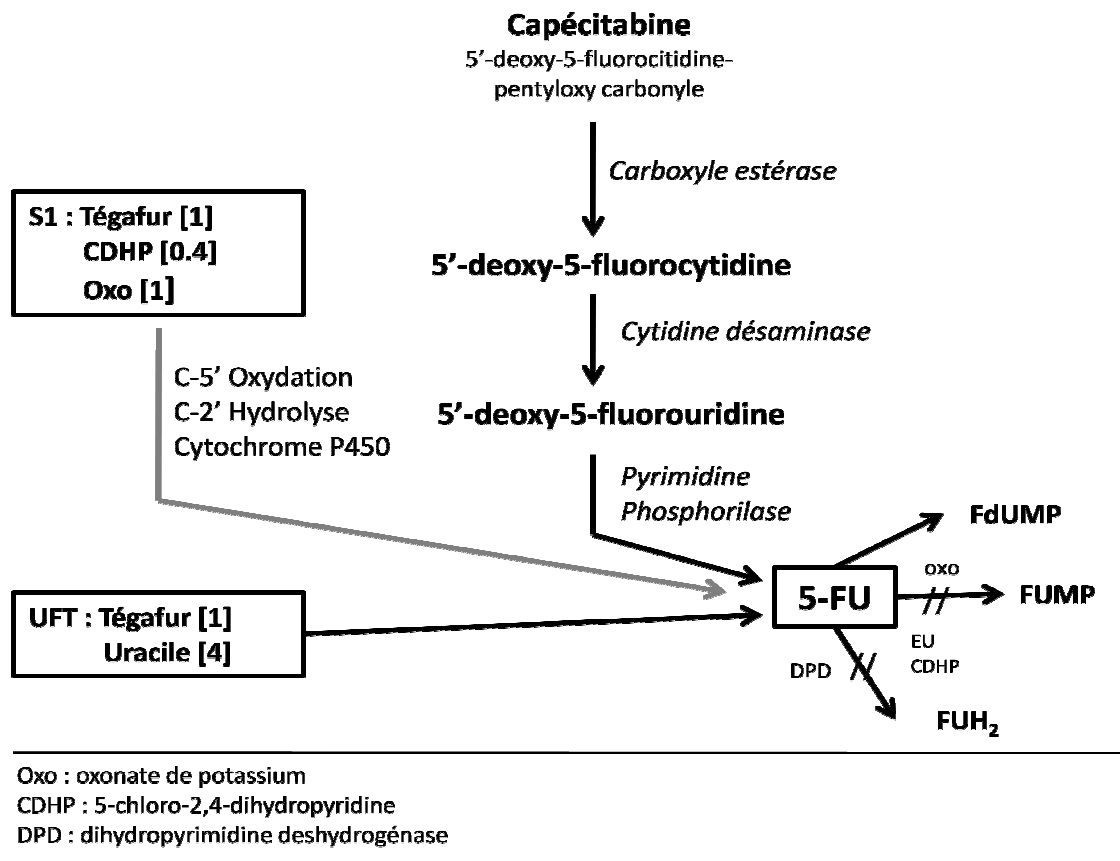 Capécitabine
5’-deoxy-5-fluorocitidine-
pentyloxy carbonyle
Carboxyle estérase
S1 : Tégafur [1]
CDHP [0.4]
Oxo [1]
5’-deoxy-5-fluorocytidine
Cytidine désaminase
C-5’ Oxydation
C-2’ Hydrolyse
Cytochrome P450
5’-deoxy-5-fluorouridine
Pyrimidine
Phosphorilase
FdUMP
oxo
5-FU
FUMP
UFT : Tégafur [1]
Uracile [4]
EU
CDHP
DPD
FUH₂
Oxo : oxonate de potassium
CDHP : 5-chloro-2,4-dihydropyridine
DPD : dihydropyrimidine deshydrogénase